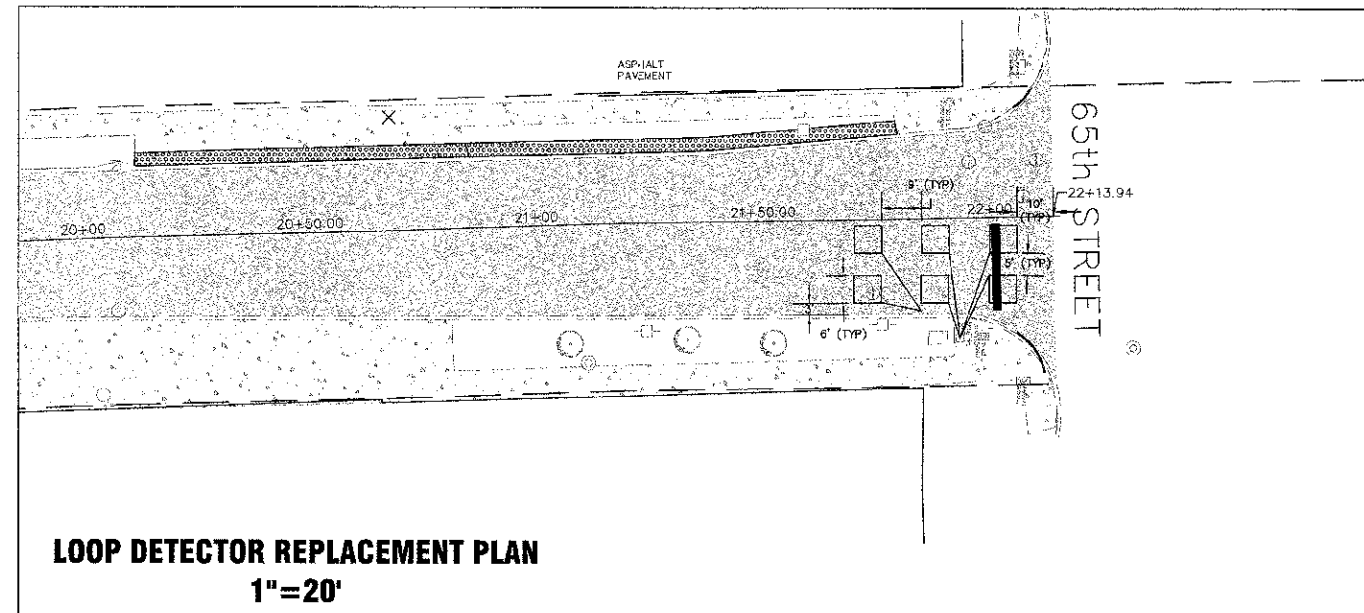 ASPHALT
PAVEMENT
65th STREET
9' (TYP)
22+13.94
20+00
20+50.00
21+00
21+50.00
22+00
10'
(TYP)
(TYP)
6' (TYP)
LOOP DETECTOR REPLACEMENT PLAN
1"=20'